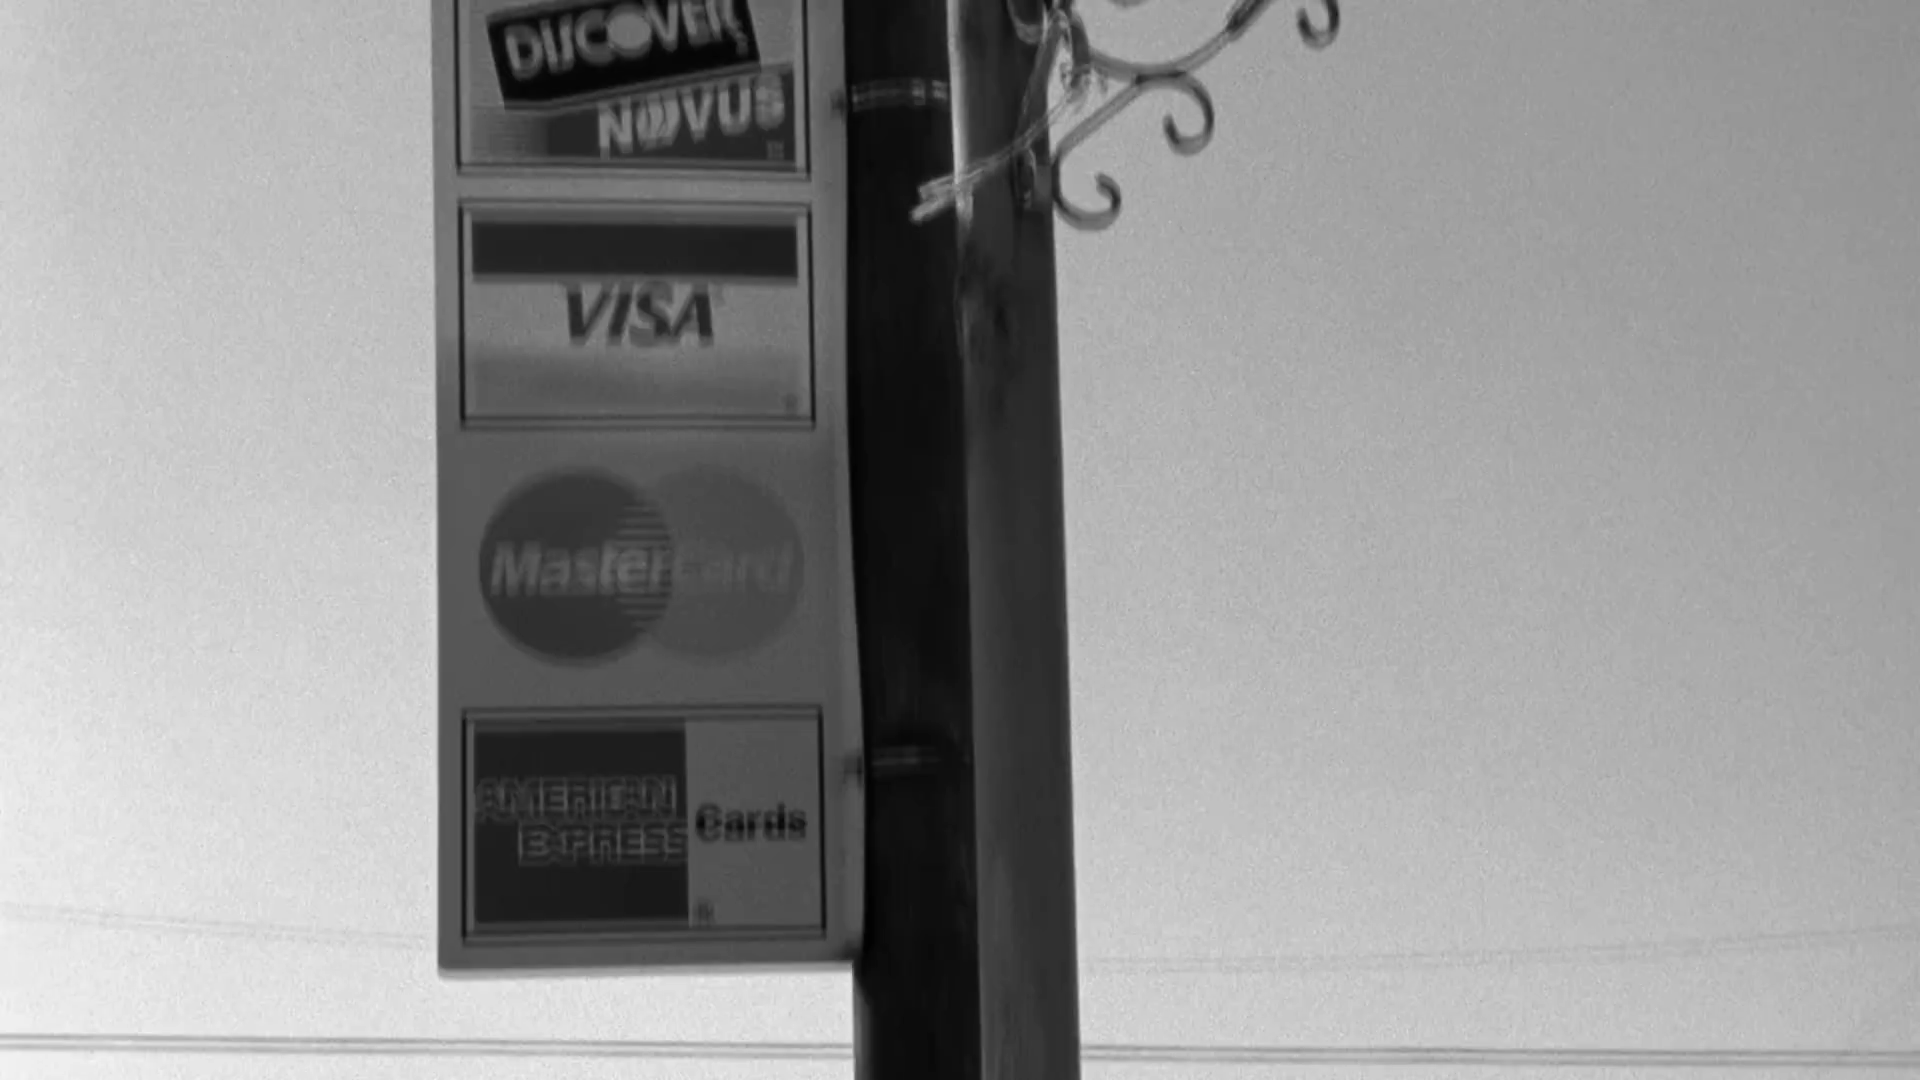 DISCOVER
NOVUS
VISA
MasterCard
AMERICAN
EXPRESS
Cards